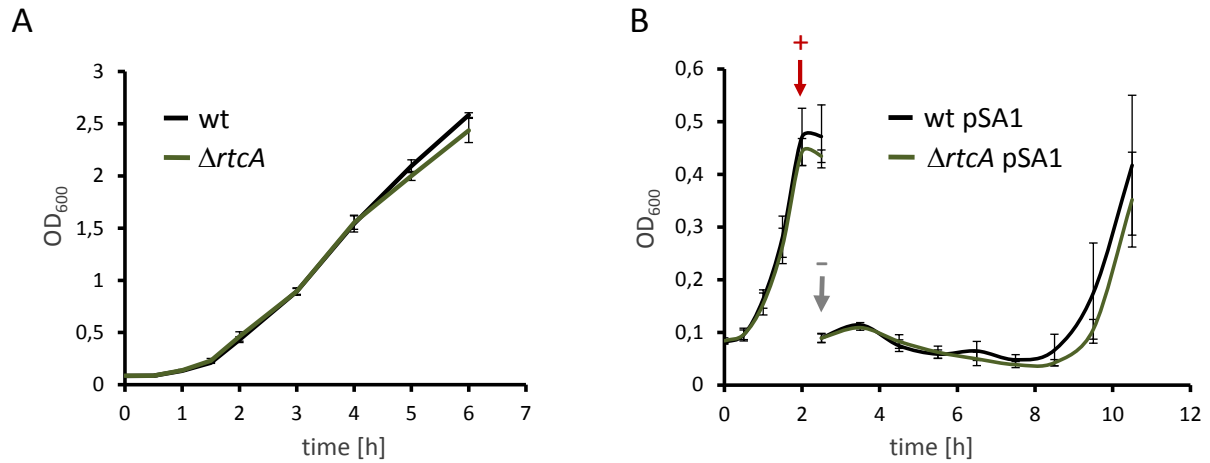 A
3
2,5
2
1,5
1
0,5
0
OD600
0 1 2 3 4 5 6 7
time [h]
wt
ΔrtcA
B
+
0,6
0,5
0,4
0,3
0,2
0,1
0
OD600
–
0 2 4 6 8 10 12
time [h]
wt pSA1
ΔrtcA pSA1